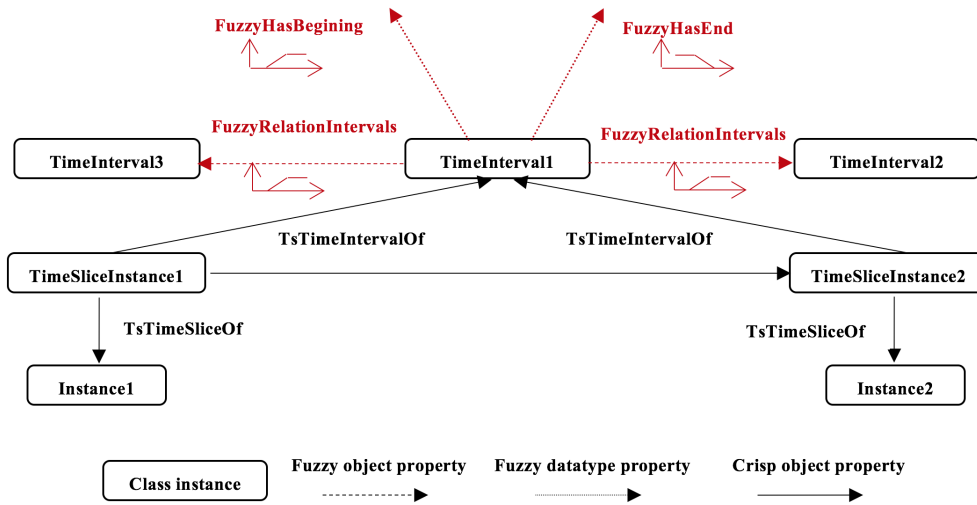 FuzzyHasBegining
FuzzyHasEnd
FuzzyRelationIntervals
FuzzyRelationIntervals
TimeInterval3
TimeInterval1
TimeInterval2
TsTimeIntervalOf
TsTimeIntervalOf
TimeSliceInstance1
TimeSliceInstance2
TsTimeSliceOf
TsTimeSliceOf
Instance1
Instance2
Fuzzy object property
Fuzzy datatype property
Crisp object property
Class instance